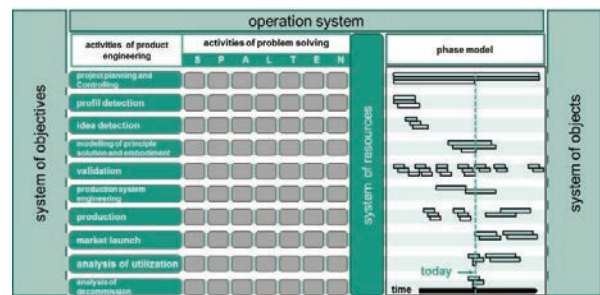 operation system
system of objectives
activities of product
engineering
activities of problem solving
S P A L T E N
system of resources
phase model
system of objects
project planning and
Controlling
profil detection
idea detection
modelling of principle
solution and embodiment
validation
production system
engineering
production
market launch
analysis of utilization
analysis of
decommission
today
time